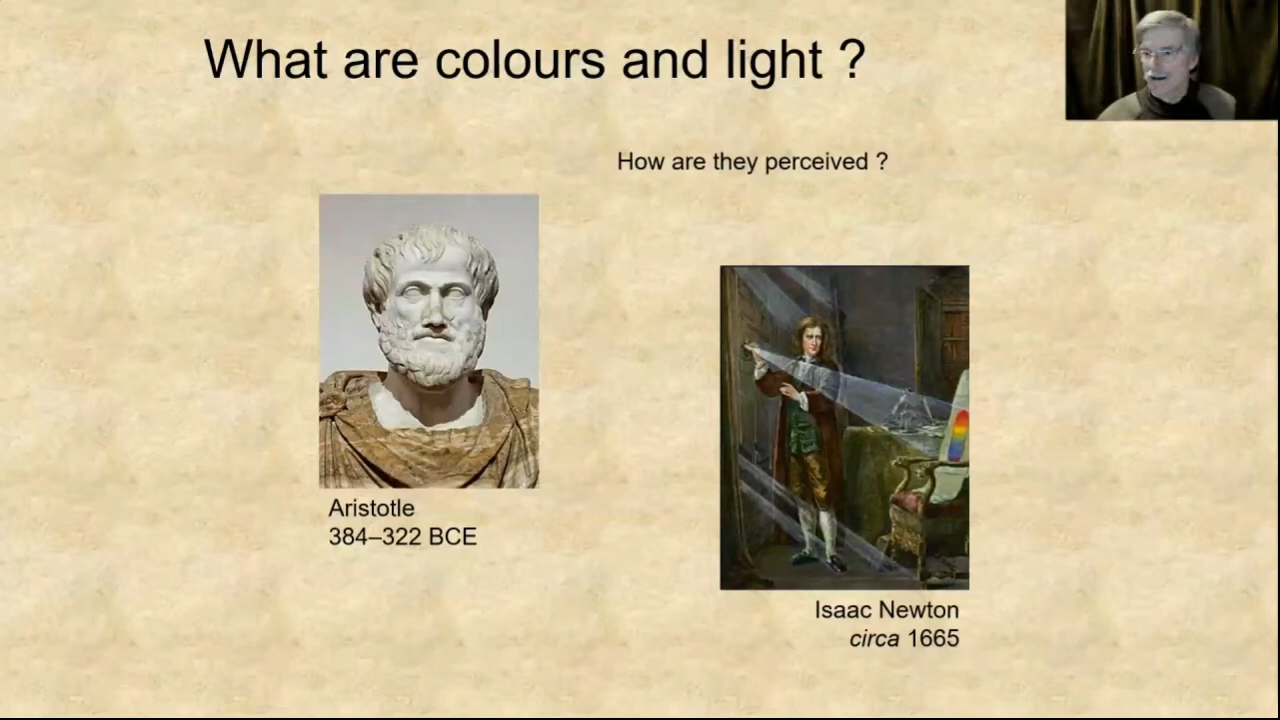 What are colours and light ?
How are they perceived ?
Aristotle
384–322 BCE
Isaac Newton
circa 1665